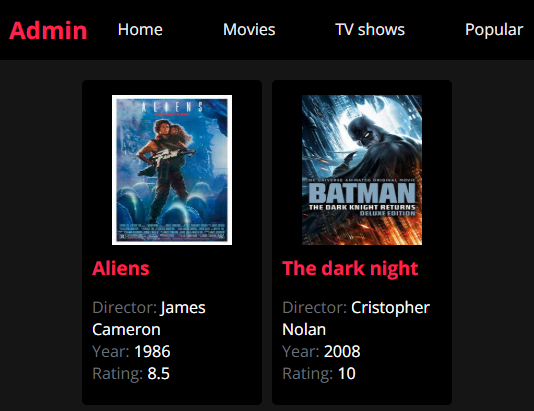 Admin Home Movies TV shows Popular
ALIENS
DC UNIVERSE ANIMATED ORIGINAL MOVIE
BATMAN
THE DARK KNIGHT RETURNS
DELUXE EDITION
Aliens
Director: James
Cameron
Year: 1986
Rating: 8.5
The dark night
Director: Cristopher
Nolan
Year: 2008
Rating: 10